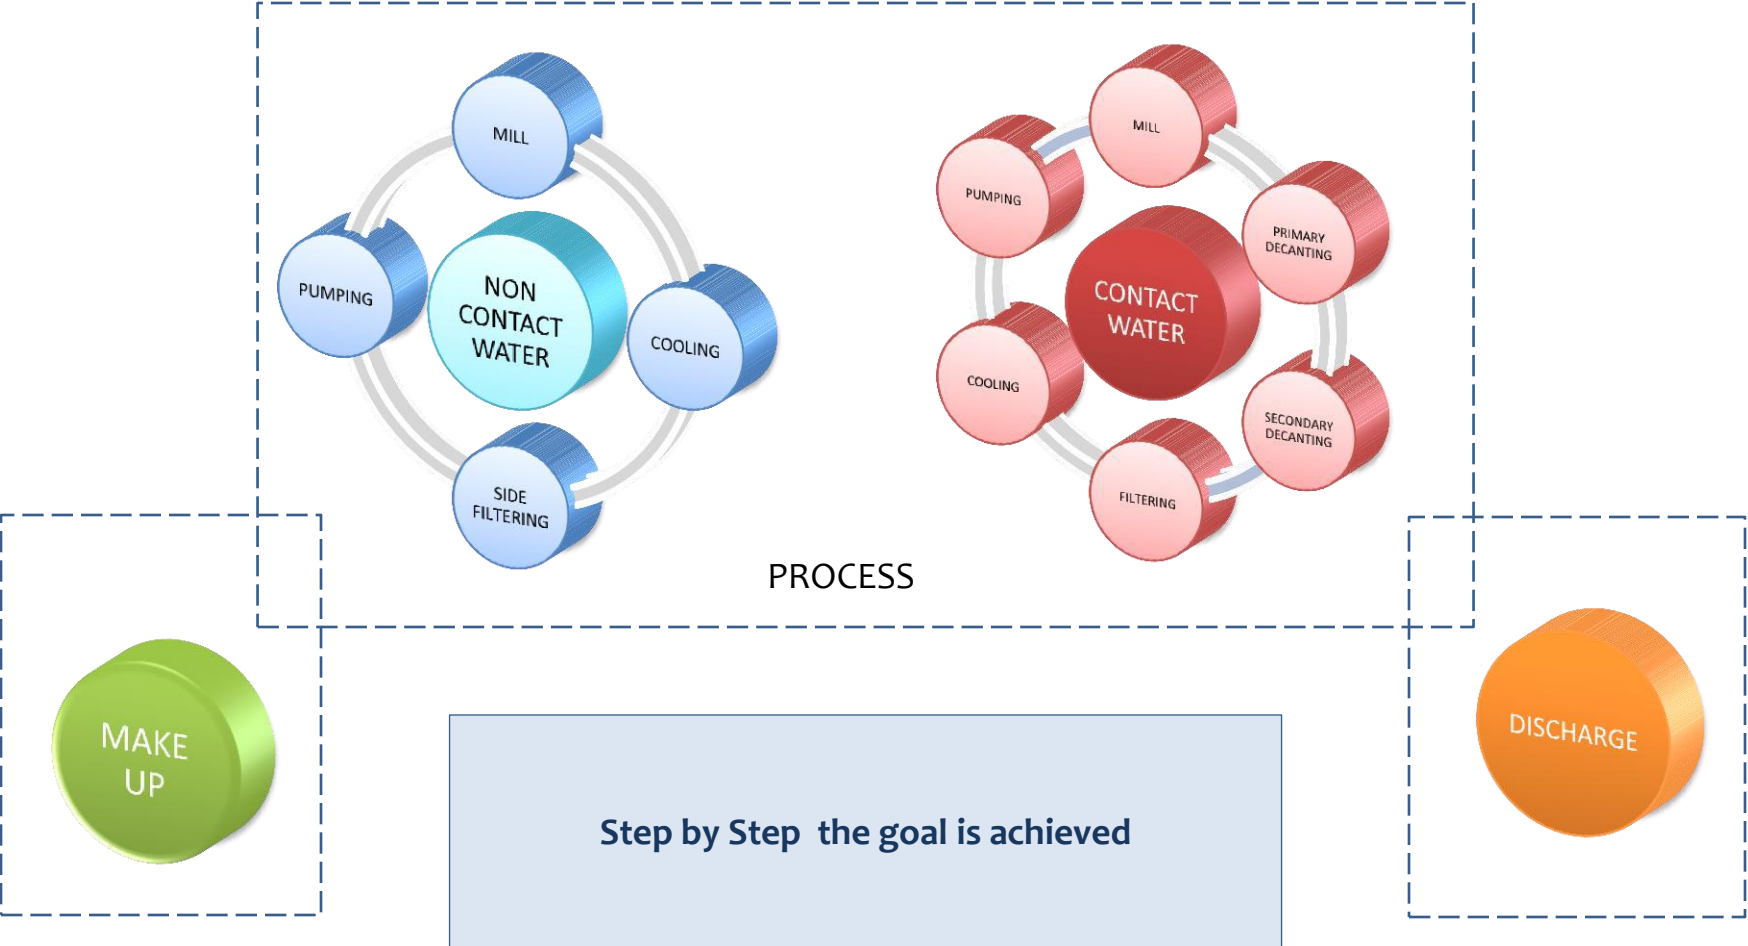 MILL
PUMPING
NON
CONTACT
WATER
COOLING
SIDE
FILTERING
MILL
PUMPING
PRIMARY
DECANTING
CONTACT
WATER
COOLING
SECONDARY
DECANTING
FILTERING
PROCESS
MAKE
UP
DISCHARGE
Step by Step the goal is achieved